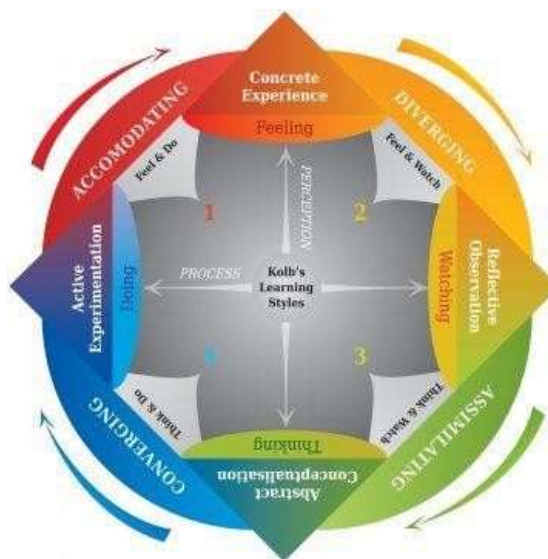 Concrete
Experience
Feeling
ACCOMODATING
DIVERGING
Feel & Do
Feel & Watch
1
2
PERCEPTION
PROCESS
Kolb's
Learning
Styles
Active
Experimentation
Doing
Watching
Reflective
Observation
4
3
Think & Do
Think & Watch
Thinking
CONVERGING
ASSIMILATING
Abstract
Conceptualisation